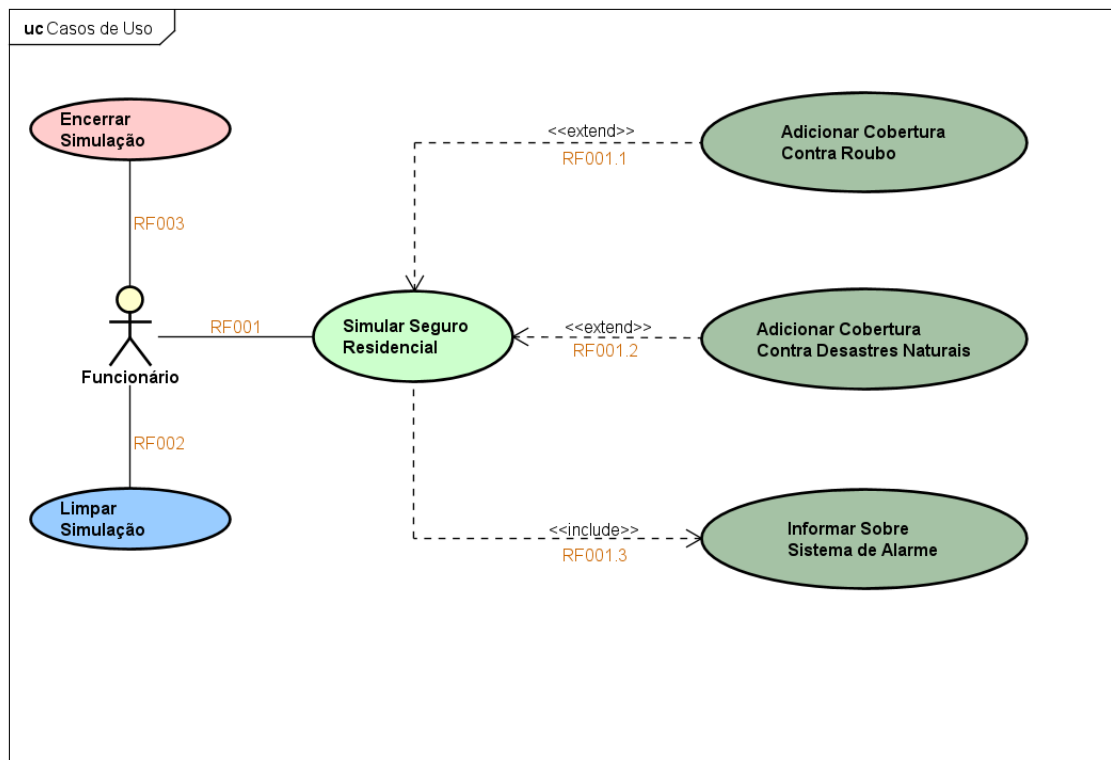 uc Casos de Uso
Encerrar
Simulação
RF003
Funcionário
RF001
RF002
Limpar
Simulação
Simular Seguro
Residencial
<<extend>>
RF001.1
Adicionar Cobertura
Contra Roubo
<<extend>>
RF001.2
Adicionar Cobertura
Contra Desastres Naturais
<<include>>
RF001.3
Informar Sobre
Sistema de Alarme